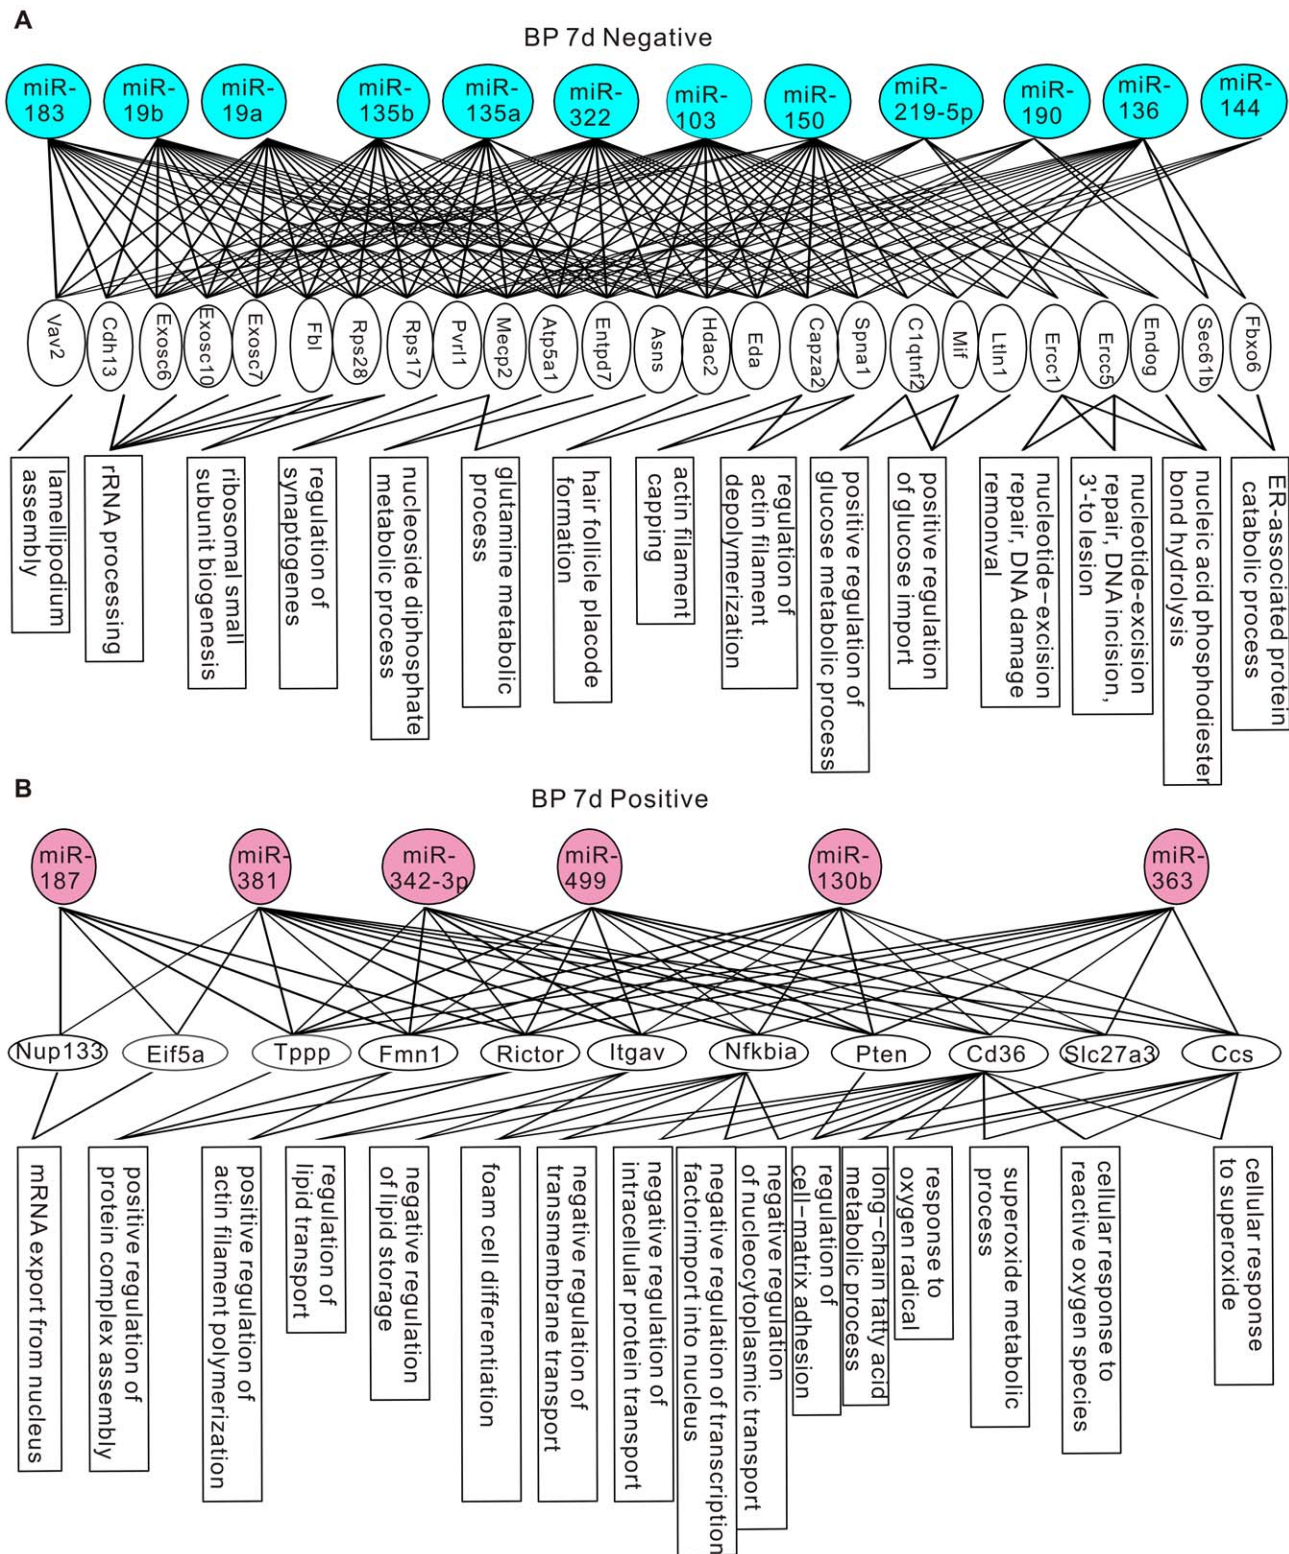 A
BP 7d Negative
miR-
183
miR-
19b
miR-
19a
miR-
135b
miR-
135a
miR-
322
miR-
103
miR-
150
miR-
219-5p
miR-
190
miR-
136
miR-
144
Vav2
Cdh13
Exosc6
Exosc10
Exosc7
Fbl
Rps28
Rps17
Pvrl1
Mecp2
Atp5a1
Entpd7
Asns
Hdac2
Eda
Capza2
Spna1
C1qtnf2
Mif
Ltln1
Ercc1
Ercc5
Endog
Sec61b
Fbxo6
lamellipodium
assembly
rRNA processing
ribosomal small
subunit biogenesis
regulation of
synaptogenes
nucleoside diphosphate
metabolic process
glutamine metabolic
process
hair follicle placode
formation
actin filament
capping
regulation of
actin filament
depolymerization
positive regulation of
glucose metabolic process
positive regulation
of glucose import
nucleotide-excision
repair, DNA damage
remonval
nucleotide-excision
repair, DNA incision,
3'-to lesion
nucleic acid phosphodiester
bond hydrolysis
ER-associated protein
catabolic process
B
BP 7d Positive
miR-
187
miR-
381
miR-
342-3p
miR-
499
miR-
130b
miR-
363
Nup133
Eif5a
Tppp
Fmn1
Rictor
Itgav
Nfkbia
Pten
Cd36
Slc27a3
Ccs
mRNA export from nucleus
positive regulation of
protein complex assembly
positive regulation of
actin filament polymerization
regulation of
lipid transport
negative regulation
of lipid storage
foam cell differentiation
negative regulation of
transmembrane transport
negative regulation of
intracellular protein transport
negative regulation of transcription
factorimport into nucleus
negative regulation
of nucleocytoplasmic transport
regulation of
cell-matrix adhesion
long-chain fatty acid
metabolic process
response to
oxygen radical
superoxide metabolic
process
cellular response to
reactive oxygen species
cellular response
to superoxide